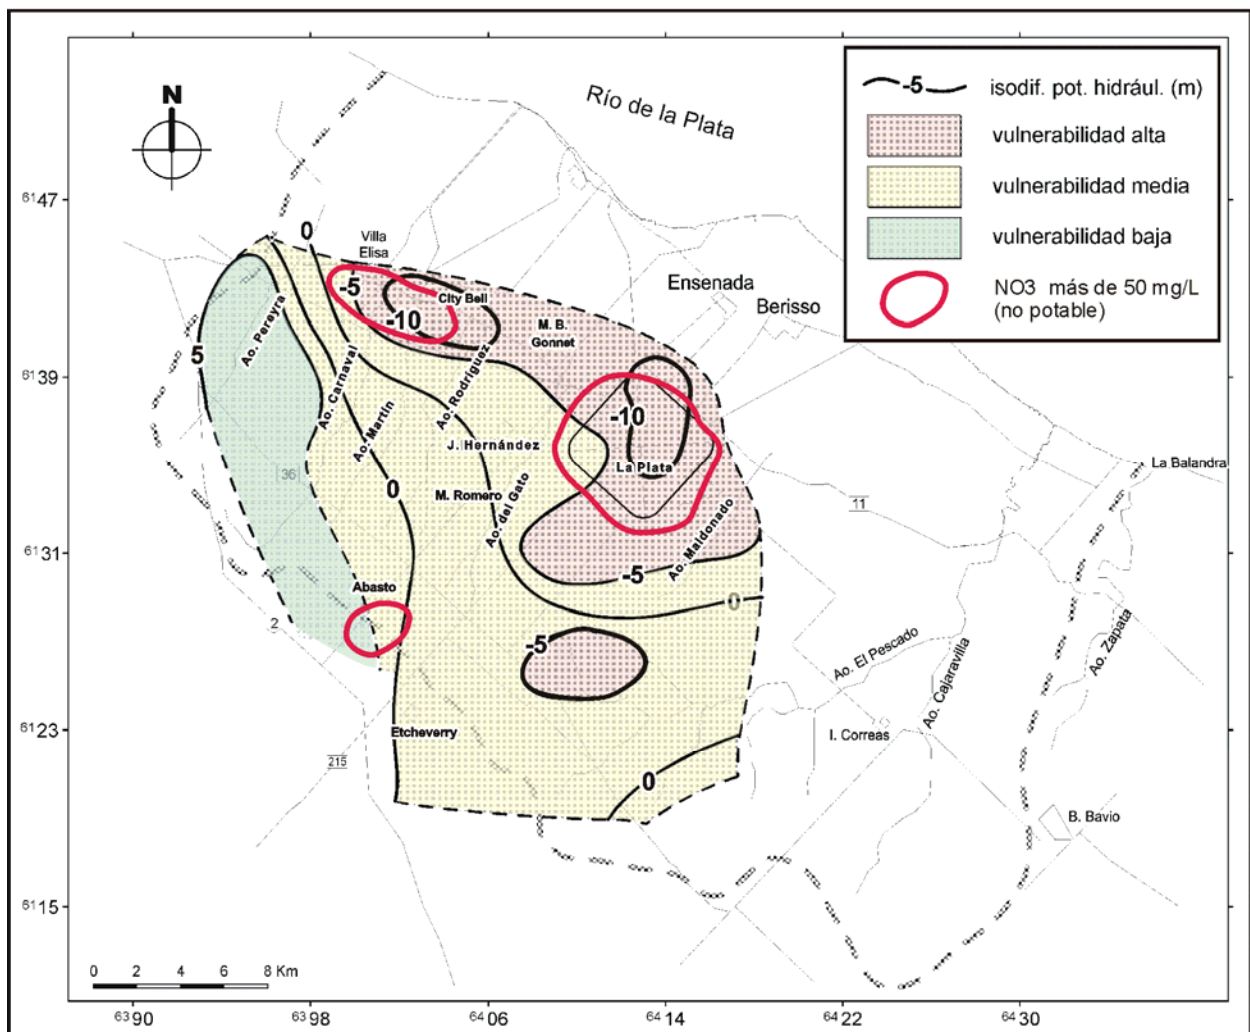 N
Río de la Plata
-5 isodif. pot. hidrául. (m)
vulnerabilidad alta
vulnerabilidad media
vulnerabilidad baja
NO3 más de 50 mg/L
(no potable)
6147
6139
6131
6123
6115
0
Villa
Elisa
-5
City Bell
-10
M. B.
Gonnet
Ensenada
Berisso
5
Ao. Pereyra
Ao. Carnaval
Ao. Martín
Ao. Rodríguez
-10
J. Hernández
La Plata
La Balandra
36
0
M. Romero
Ao. del Gato
Ao. Maldonado
11
-5
Abasto
2
0
-5
Ao. El Pescado
Ao. Cajaravilla
Ao. Zapata
Etcheverry
I. Correas
215
0
B. Bavio
0 2 4 6 8 Km
6390
6398
6406
6414
6422
6430